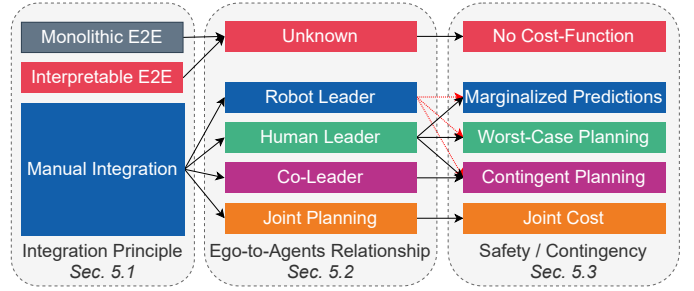 Monolithic E2E
Interpretable E2E
Manual Integration
Integration Principle
Sec. 5.1
Unknown
Robot Leader
Human Leader
Co-Leader
Joint Planning
Ego-to-Agents Relationship
Sec. 5.2
No Cost-Function
Marginalized Predictions
Worst-Case Planning
Contingent Planning
Joint Cost
Safety / Contingency
Sec. 5.3